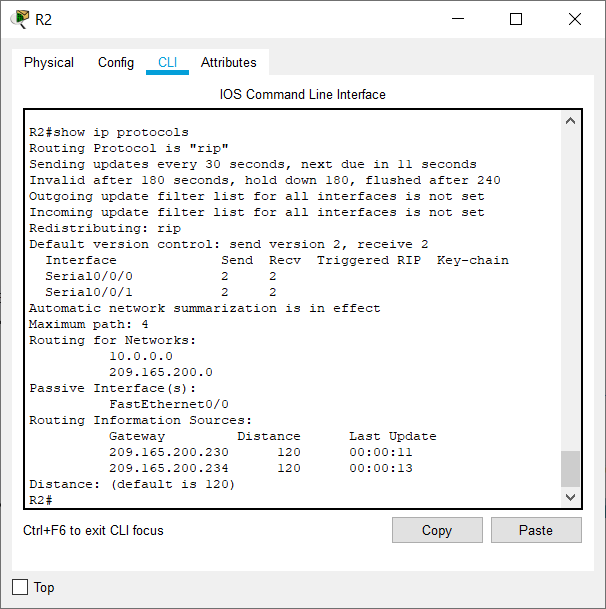 R2
Physical Config CLI Attributes
IOS Command Line Interface
R2#show ip protocols
Routing Protocol is "rip"
Sending updates every 30 seconds, next due in 11 seconds
Invalid after 180 seconds, hold down 180, flushed after 240
Outgoing update filter list for all interfaces is not set
Incoming update filter list for all interfaces is not set
Redistributing: rip
Default version control: send version 2, receive 2
Interface Send Recv Triggered RIP Key-chain
Serial0/0/0 2 2
Serial0/0/1 2 2
Automatic network summarization is in effect
Maximum path: 4
Routing for Networks:
10.0.0.0
209.165.200.0
Passive Interface(s):
FastEthernet0/0
Routing Information Sources:
Gateway Distance Last Update
209.165.200.230 120 00:00:11
209.165.200.234 120 00:00:13
Distance: (default is 120)
R2#
Ctrl+F6 to exit CLI focus Copy Paste
Top